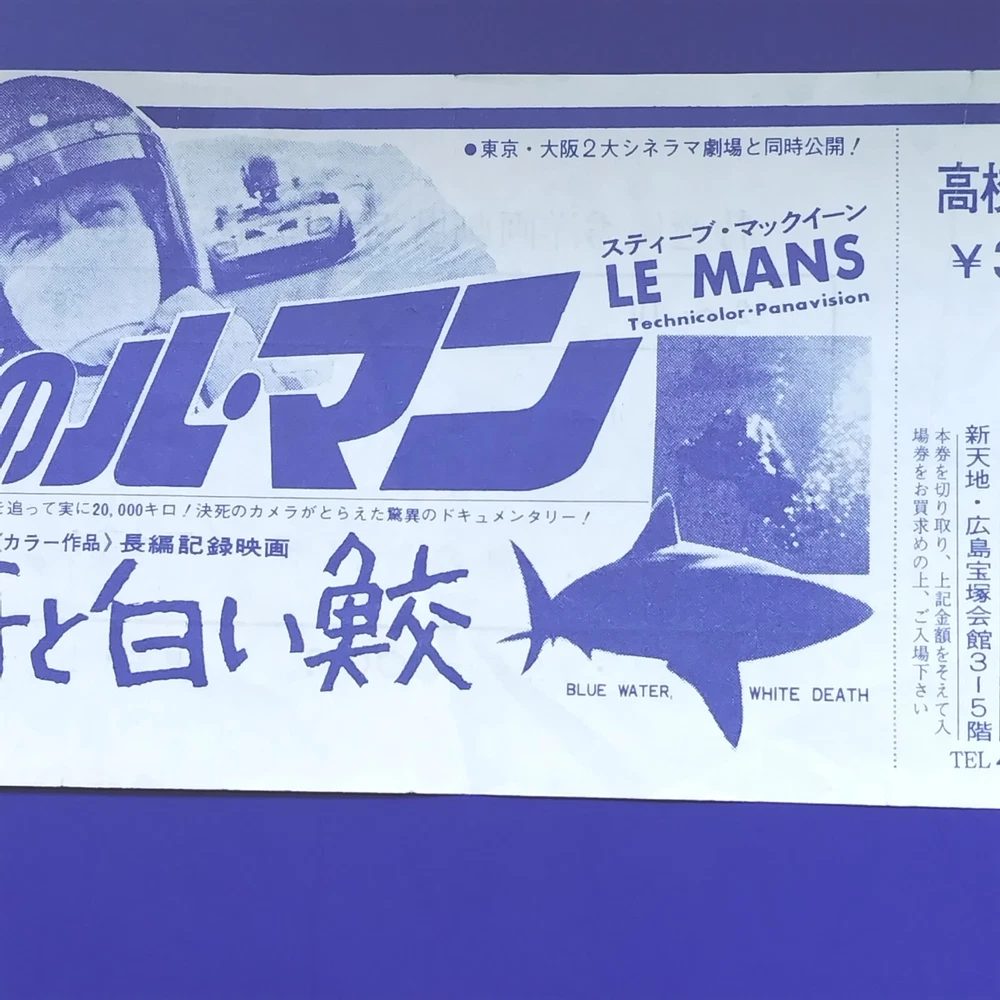 ●東京・大阪2大シネラマ劇場と同時公開!
スティーブ・マックイーン
LE MANS
Technicolor・Panavision
のル・マン
を追って実に20,000キロ!決死のカメラがとらえた驚異のドキュメンタリー!
〈カラー作品〉長編記録映画
と白い鮫
BLUE WATER, WHITE DEATH
高校
¥3
新天地・広島宝塚会館3-5階
本券を切り取り、上記金額をそえて入
場券をお買求めの上、ご入場下さい
TEL